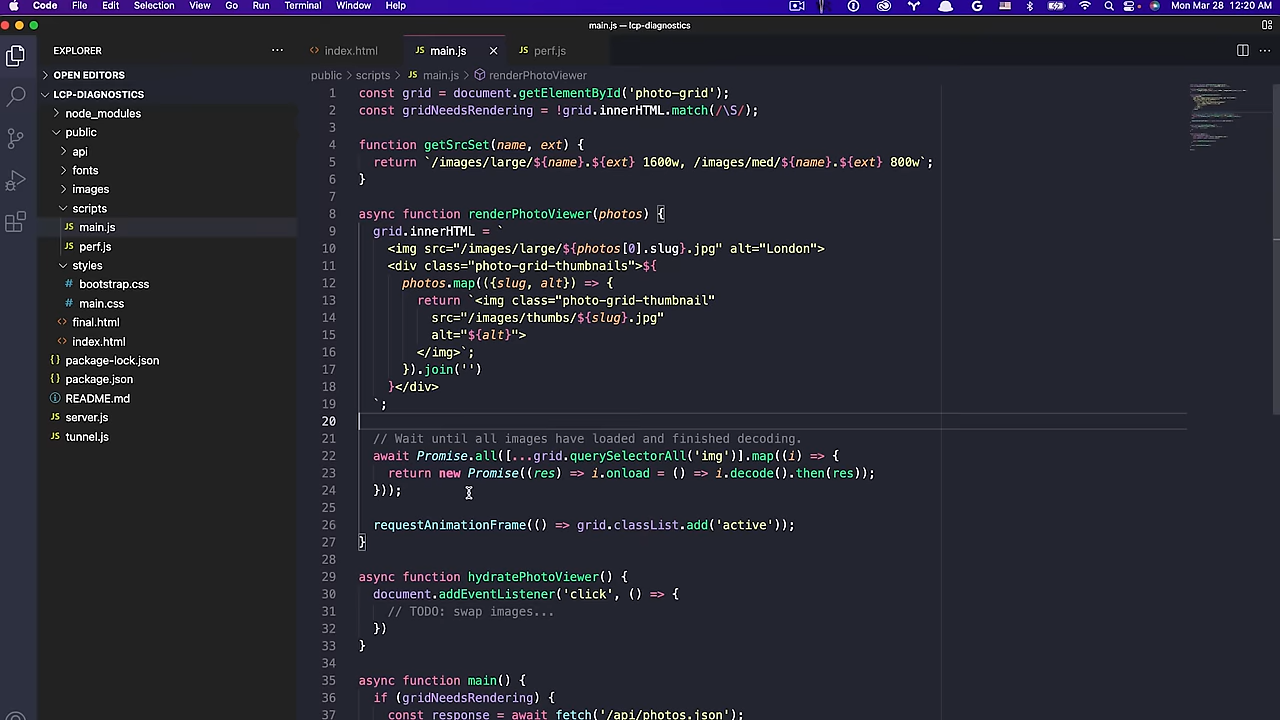 Code File Edit Selection View Go Run Terminal Window Help Mon Mar 28 12:20 AM
main.js — lcp-diagnostics
EXPLORER
index.html
JS main.js
JS perf.js
OPEN EDITORS
LCP-DIAGNOSTICS
node_modules
public
api
fonts
images
scripts
JS main.js
JS perf.js
styles
# bootstrap.css
# main.css
<> final.html
<> index.html
{} package-lock.json
{} package.json
README.md
JS server.js
JS tunnel.js
public > scripts > JS main.js > renderPhotoViewer
1 const grid = document.getElementById('photo-grid');
2 const gridNeedsRendering = !grid.innerHTML.match(/\S/);
3
4 function getSrcSet(name, ext) {
5 return `/images/large/${name}.${ext} 1600w, /images/med/${name}.${ext} 800w`;
6 }
7
8 async function renderPhotoViewer(photos) {
9 grid.innerHTML = `
10 <img src="/images/large/${photos[0].slug}.jpg" alt="London">
11 <div class="photo-grid-thumbnails">${
12 photos.map(({slug, alt}) => {
13 return `<img class="photo-grid-thumbnail"
14 src="/images/thumbs/${slug}.jpg"
15 alt="${alt}">
16 </img>`;
17 }).join('')
18 }</div>
19 `;
20
21 // Wait until all images have loaded and finished decoding.
22 await Promise.all([...grid.querySelectorAll('img')].map((i) => {
23 return new Promise((res) => i.onload = () => i.decode().then(res));
24 }));
25
26 requestAnimationFrame(() => grid.classList.add('active'));
27 }
28
29 async function hydratePhotoViewer() {
30 document.addEventListener('click', () => {
31 // TODO: swap images...
32 })
33 }
34
35 async function main() {
36 if (gridNeedsRendering) {
37 const response = await fetch('/api/photos.json');